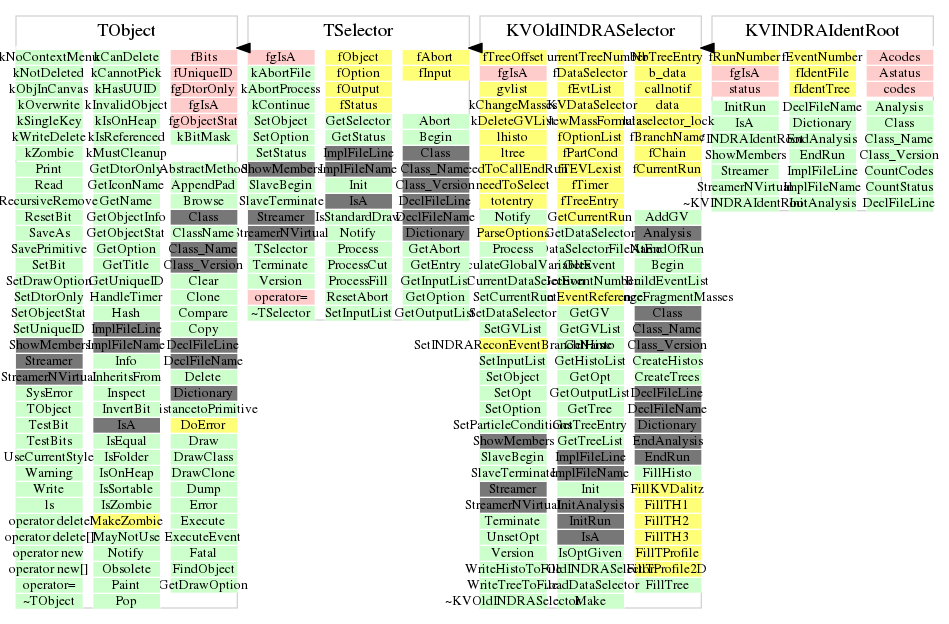 TObject
kNoContextMenu
kNotDeleted
kObjInCanvas
kOverwrite
kSingleKey
kWriteDelete
kZombie
Print
Read
RecursiveRemove
ResetBit
SaveAs
SavePrimitive
SetBit
SetDrawOption
SetDtorOnly
SetObjectStat
SetUniqueID
ShowMembers
Streamer
StreamerNVirtual
SysError
TObject
TestBit
TestBits
UseCurrentStyle
Warning
Write
ls
operator delete
operator delete[]
operator new
operator new[]
operator=
~TObject
kCanDelete
kCannotPick
kHasUUID
kInvalidObject
kIsOnHeap
kIsReferenced
kMustCleanup
GetDtorOnly
GetIconName
GetName
GetObjectInfo
GetObjectStat
GetOption
GetTitle
GetUniqueID
HandleTimer
Hash
ImplFileLine
ImplFileName
Info
InheritsFrom
Inspect
InvertBit
IsA
IsEqual
IsFolder
IsOnHeap
IsSortable
IsZombie
MakeZombie
MayNotUse
Notify
Obsolete
Paint
Pop
fBits
fUniqueID
fgDtorOnly
fgIsA
fgObjectStat
kBitMask
AbstractMethod
AppendPad
Browse
Class
ClassName
Class_Name
Class_Version
Clear
Clone
Compare
Copy
DeclFileLine
DeclFileName
Delete
Dictionary
istancetoPrimitive
DoError
Draw
DrawClass
DrawClone
Dump
Error
Execute
ExecuteEvent
Fatal
FindObject
GetDrawOption
TSelector
fgIsA
kAbortFile
kAbortProcess
kContinue
SetObject
SetOption
SetStatus
ShowMembers
SlaveBegin
SlaveTerminate
Streamer
StreamerNVirtual
TSelector
Terminate
Version
operator=
~TSelector
fObject
fOption
fOutput
fStatus
GetSelector
GetStatus
ImplFileLine
ImplFileName
Init
IsA
IsStandardDraw
Notify
Process
ProcessCut
ProcessFill
ResetAbort
SetInputList
fAbort
fInput
Abort
Begin
Class
Class_Name
Class_Version
DeclFileLine
DeclFileName
Dictionary
GetAbort
GetEntry
GetInputList
GetOption
GetOutputList
KVOldINDRASelector
fTreeOffset
fgIsA
gvlist
kChangeMasses
kDeleteGVList
lhisto
ltree
needToCallEndRun
needToSelect
totentry
Notify
ParseOptions
Process
SetCurrentRun
SetDataSelector
SetGVList
SetINDRAReconEventBranchName
SetInputList
SetObject
SetOpt
SetOption
SetParticleConditions
ShowMembers
SlaveBegin
SlaveTerminate
Streamer
StreamerNVirtual
Terminate
UnsetOpt
Version
WriteHistoToFile
WriteTreeToFile
~KVOldINDRASelector
fDataSelector
fEvtList
KVDataSelector
fOptionList
fPartCond
fTEVLexist
fTimer
fTreeEntry
GetCurrentRun
GetDataSelector
GetEvent
GetEventNumber
GetEventReference
GetGV
GetGVList
GetHisto
GetHistoList
GetOpt
GetOutputList
GetTree
GetTreeEntry
GetTreeList
ImplFileLine
ImplFileName
Init
InitAnalysis
InitRun
IsA
IsOptGiven
KVOldINDRASelector
LoadDataSelector
Make
NbTreeEntry
b_data
callnotif
data
fBranchName
fChain
fCurrentRun
AddGV
Analysis
AtEndOfRun
Begin
BuildEventList
ChangeFragmentMasses
Class
Class_Name
Class_Version
CreateHistos
CreateTrees
DeclFileLine
DeclFileName
Dictionary
EndAnalysis
EndRun
FillHisto
FillKVDalitz
FillTH1
FillTH2
FillTH3
FillTProfile
FillTProfile2D
FillTree
KVINDRAIdentRoot
fRunNumber
fgIsA
status
InitRun
IsA
KVINDRAIdentRoot
ShowMembers
Streamer
StreamerNVirtual
~KVINDRAIdentRoot
fEventNumber
fIdentFile
fIdentTree
DeclFileName
Dictionary
EndAnalysis
EndRun
ImplFileLine
ImplFileName
InitAnalysis
Acodes
Astatus
codes
Analysis
Class
Class_Name
Class_Version
CountCodes
CountStatus
DeclFileLine